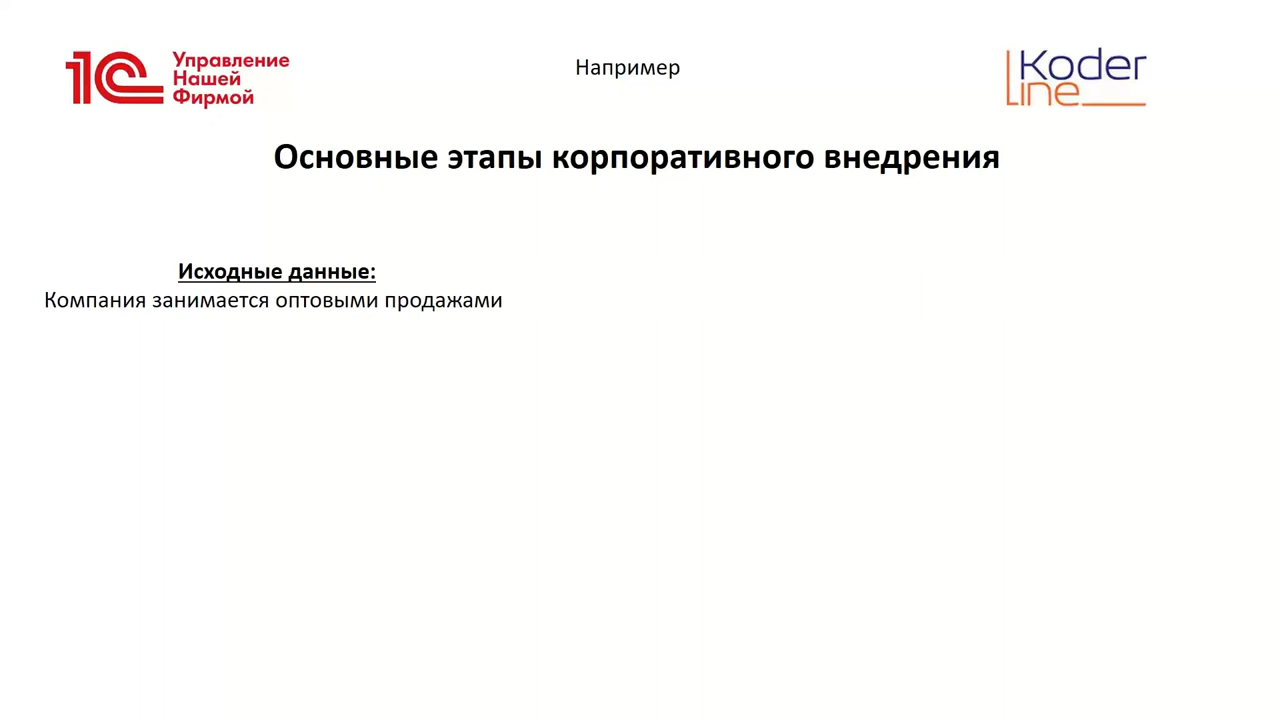 1С
Управление
Нашей
Фирмой
Например
Koder
Line
Основные этапы корпоративного внедрения
Исходные данные:
Компания занимается оптовыми продажами